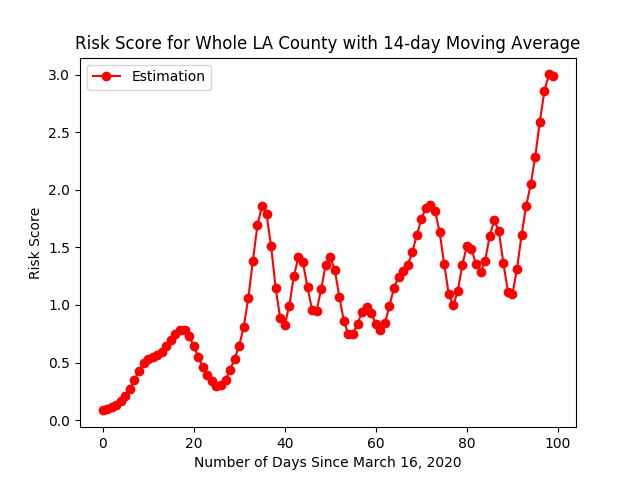 Risk Score for Whole LA County with 14-day Moving Average
Estimation
3.0
2.5
2.0
1.5
1.0
0.5
0.0
Risk Score
0 20 40 60 80 100
Number of Days Since March 16, 2020